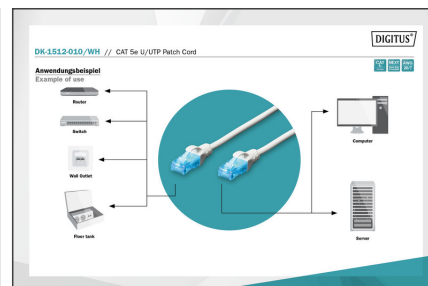 DIGITUS®
DK-1512-010/WH // CAT 5e U/UTP Patch Cord
Anwendungsbeispiel
Example of use
Router
Switch
Wall Outlet
Floor tank
Computer
Server